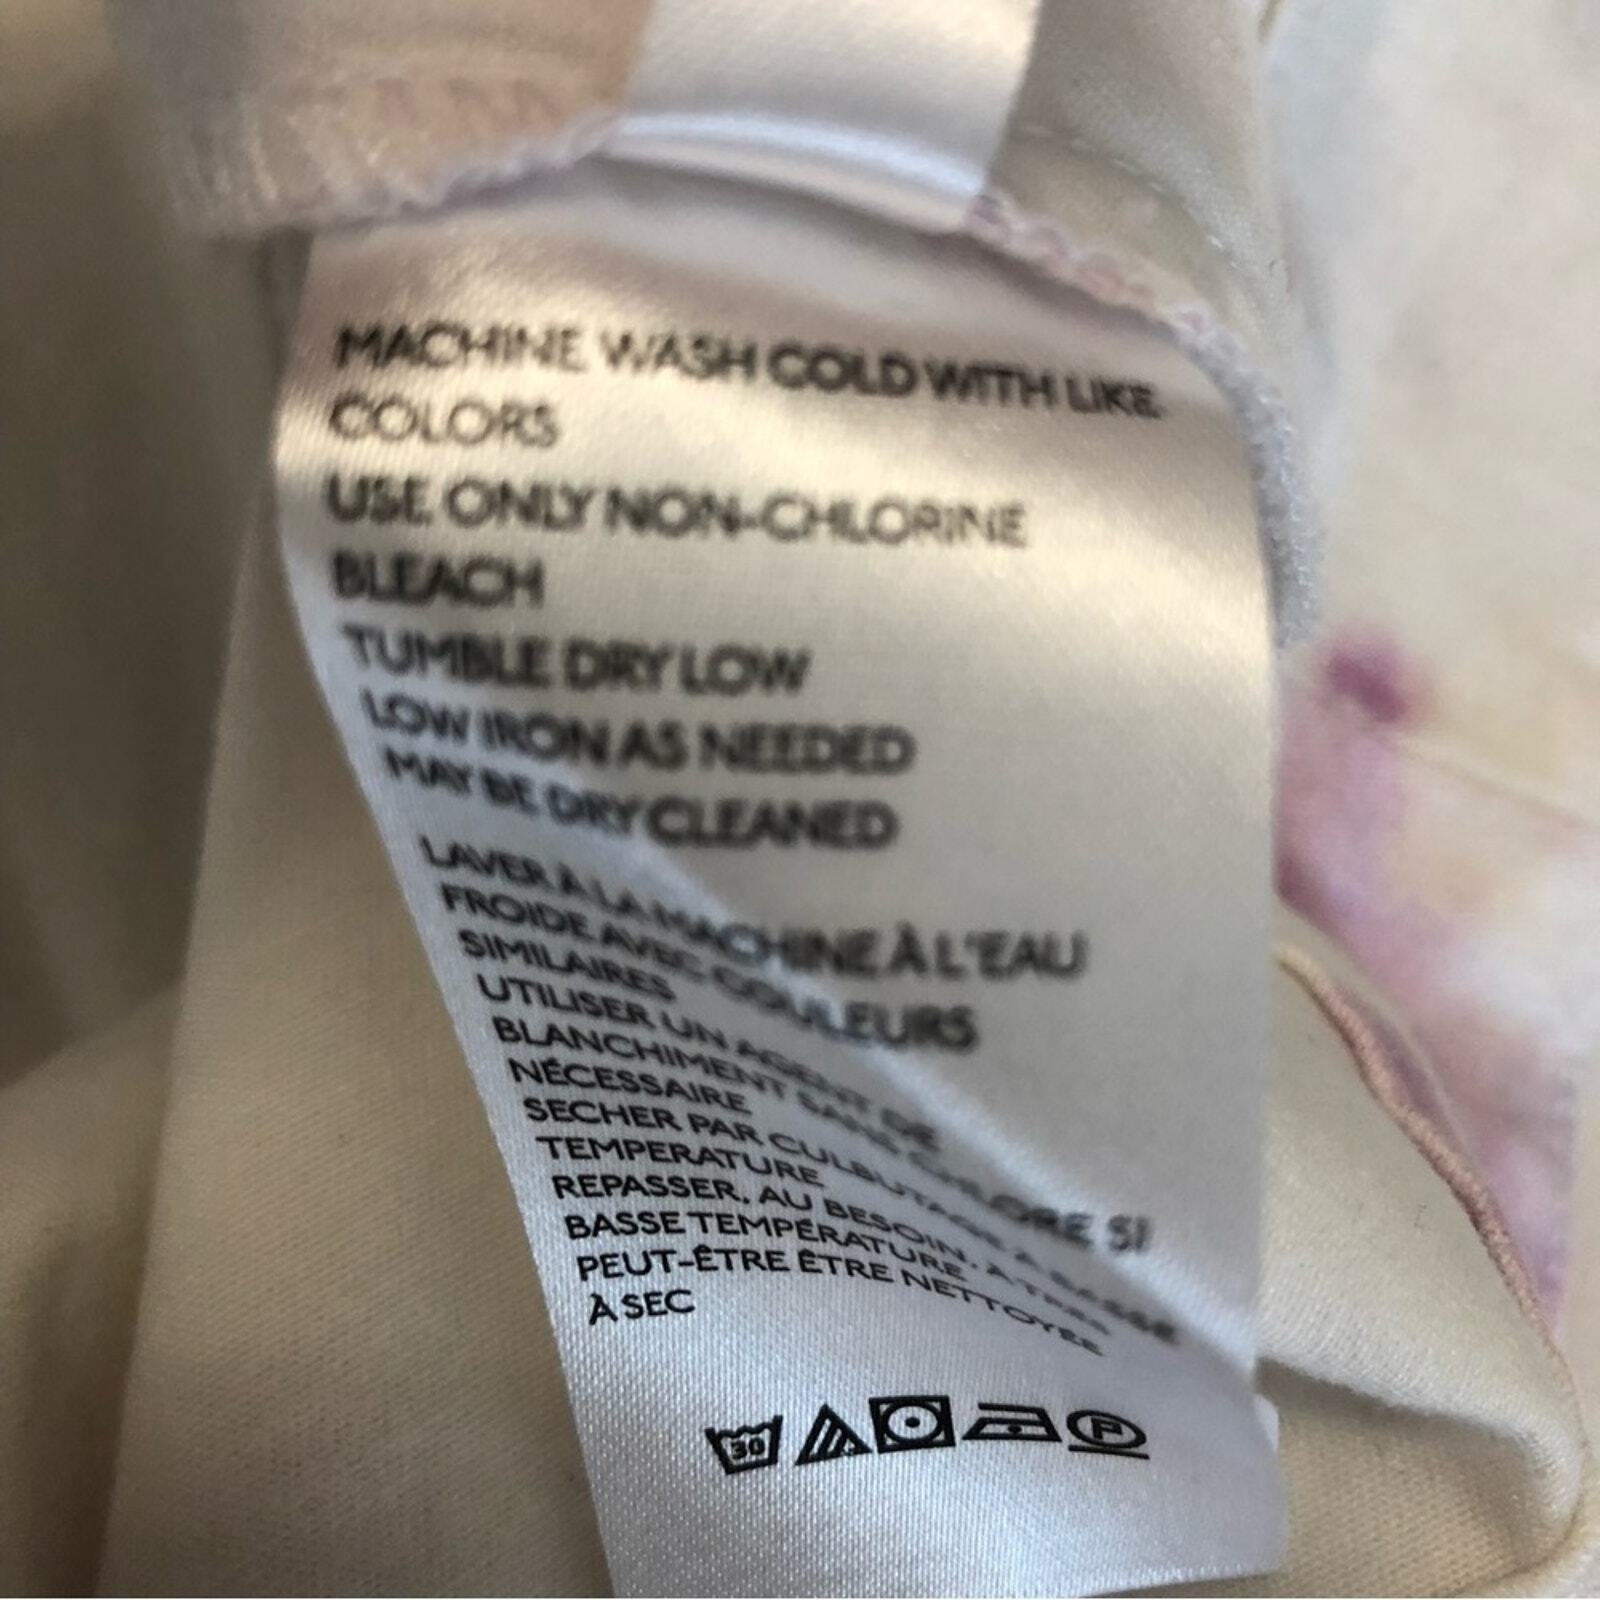 MACHINE WASH COLD WITH LIKE
COLORS
USE ONLY NON-CHLORINE
BLEACH
TUMBLE DRY LOW
LOW IRON AS NEEDED
MAY BE DRY CLEANED
LAVER À LA MACHINE À L'EAU
FROIDE AVEC COULEURS
SIMILAIRES
UTILISER UN AGENT DE
BLANCHIMENT SANS CHLORE SI
NÉCESSAIRE
SECHER PAR CULBUTAGE A BASSE
TEMPERATURE
REPASSER, AU BESOIN, A TRES
BASSE TEMPÉRATURE
PEUT-ÊTRE ÊTRE NETTOYÉE
À SEC
30 P